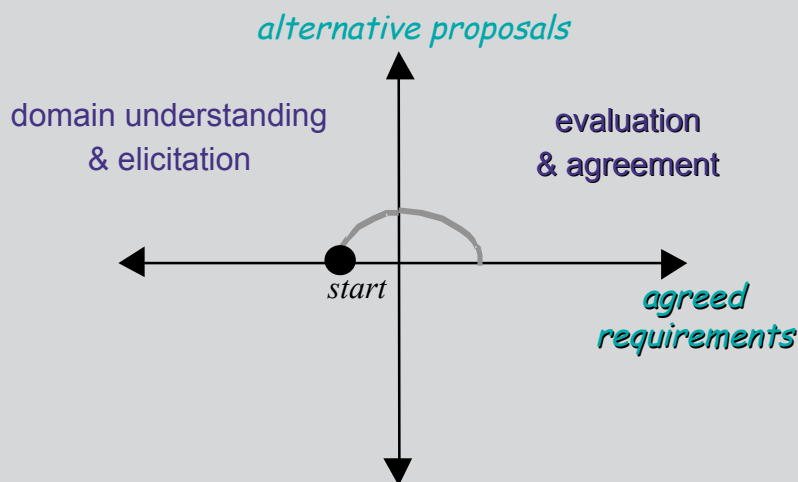 alternative proposals
domain understanding
& elicitation
evaluation
& agreement
start
agreed
requirements